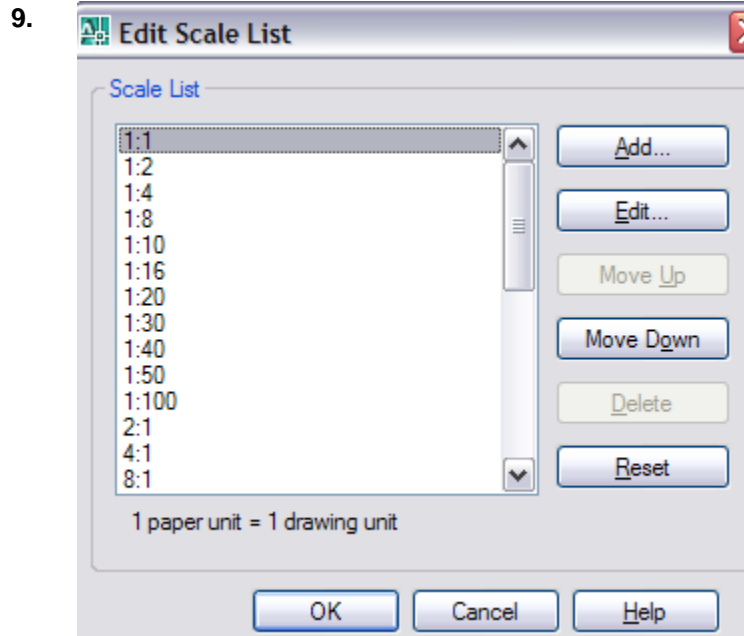 9.
Edit Scale List
Scale List
1:1
1:2
1:4
1:8
1:10
1:16
1:20
1:30
1:40
1:50
1:100
2:1
4:1
8:1
Add...
Edit...
Move Up
Move Down
Delete
Reset
1 paper unit = 1 drawing unit
OK
Cancel
Help